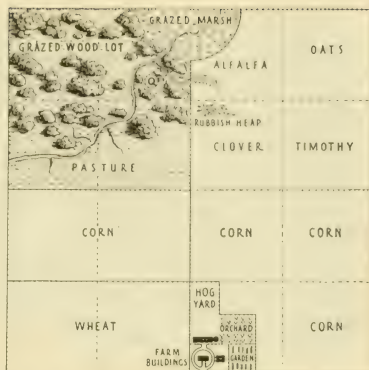 GRAZED MARSH
GRAZED WOOD LOT
OATS
ALFALFA
RUBBISH HEAP
CLOVER
TIMOTHY
PASTURE
CORN
CORN
CORN
HOG
YARD
WHEAT
ORCHARD
CORN
FARM
BUILDINGS
GARDEN